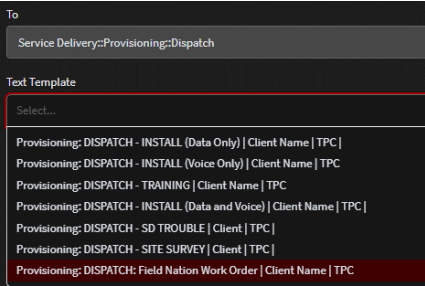 To
Service Delivery::Provisioning::Dispatch
Text Template
Select...
Provisioning: DISPATCH - INSTALL (Data Only) | Client Name | TPC |
Provisioning: DISPATCH - INSTALL (Voice Only) | Client Name | TPC
Provisioning: DISPATCH - TRAINING | Client Name | TPC
Provisioning: DISPATCH - INSTALL (Data and Voice) | Client Name | TPC |
Provisioning: DISPATCH - SD TROUBLE | Client | TPC |
Provisioning: DISPATCH - SITE SURVEY | Client | TPC |
Provisioning: DISPATCH: Field Nation Work Order | Client Name | TPC